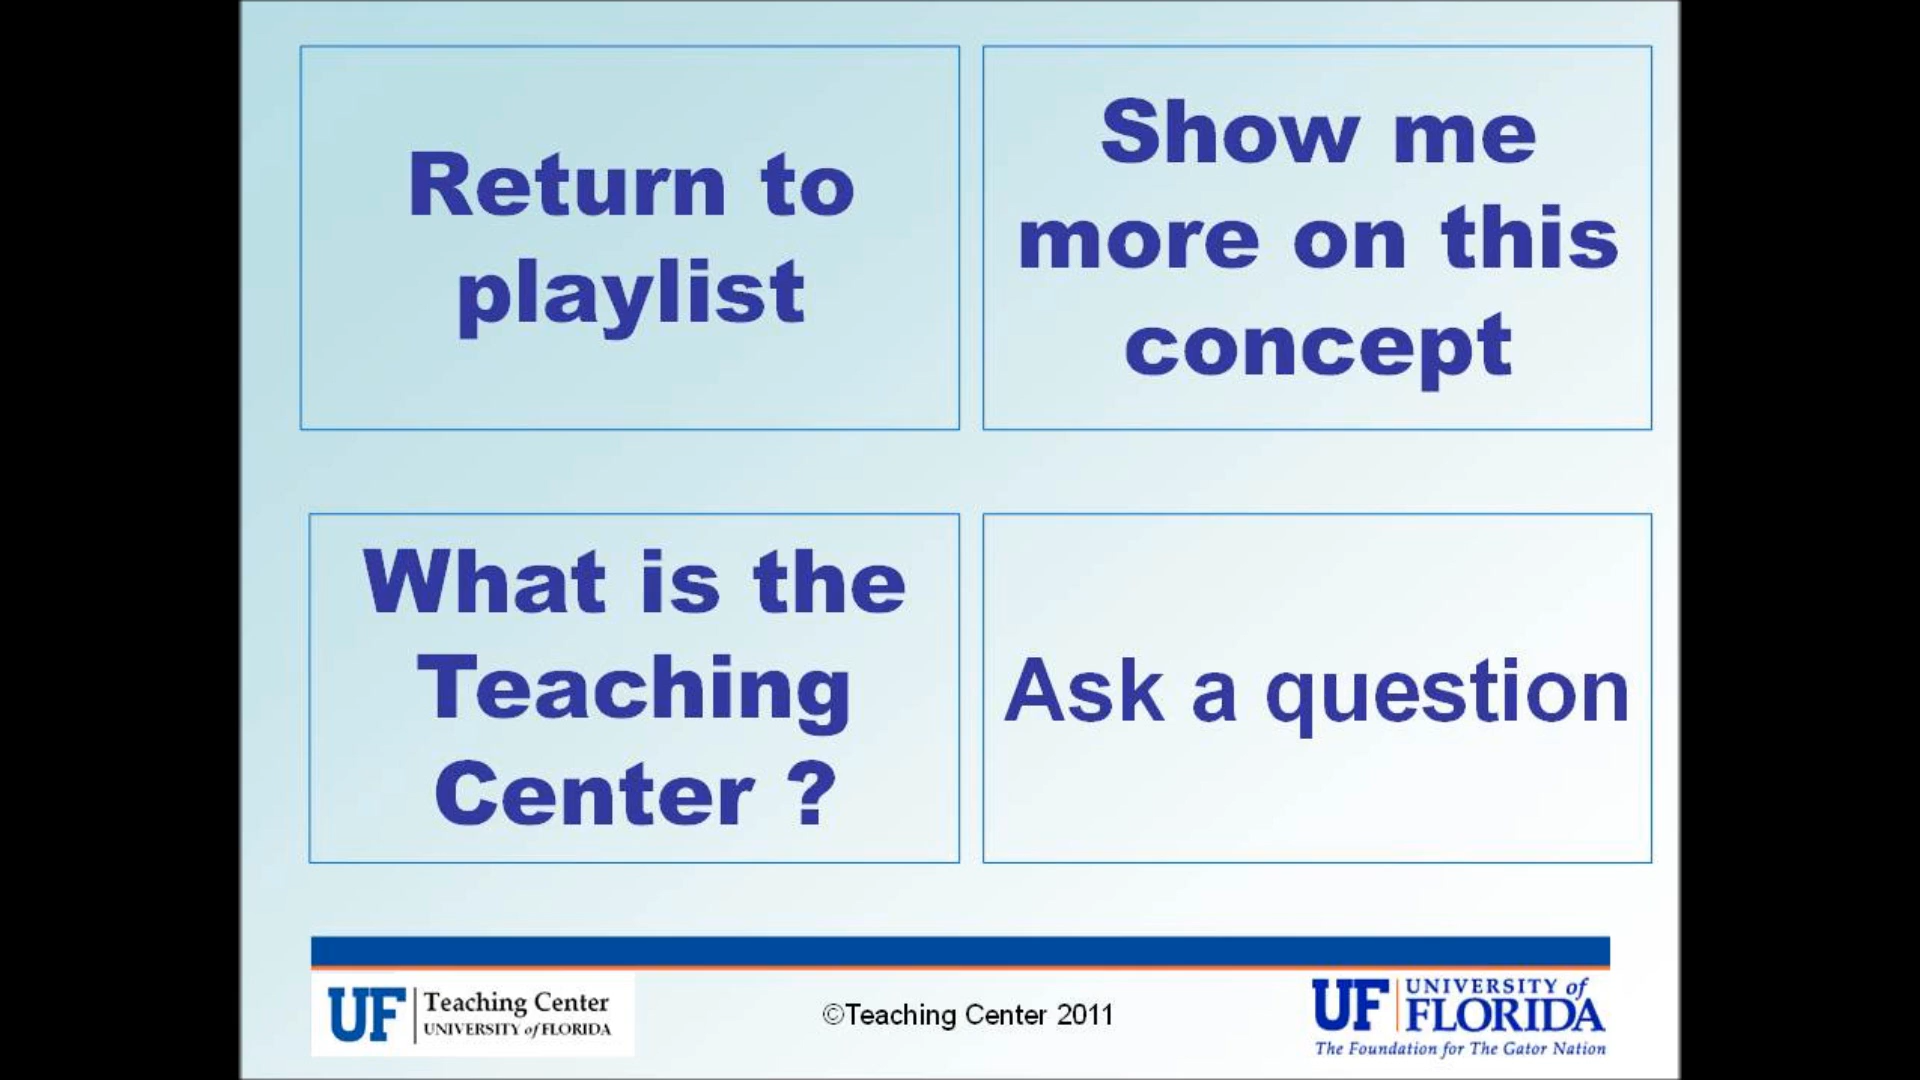 Return to
playlist
Show me
more on this
concept
What is the
Teaching
Center ?
Ask a question
UF Teaching Center
UNIVERSITY of FLORIDA
©Teaching Center 2011
UF UNIVERSITY of
FLORIDA
The Foundation for The Gator Nation